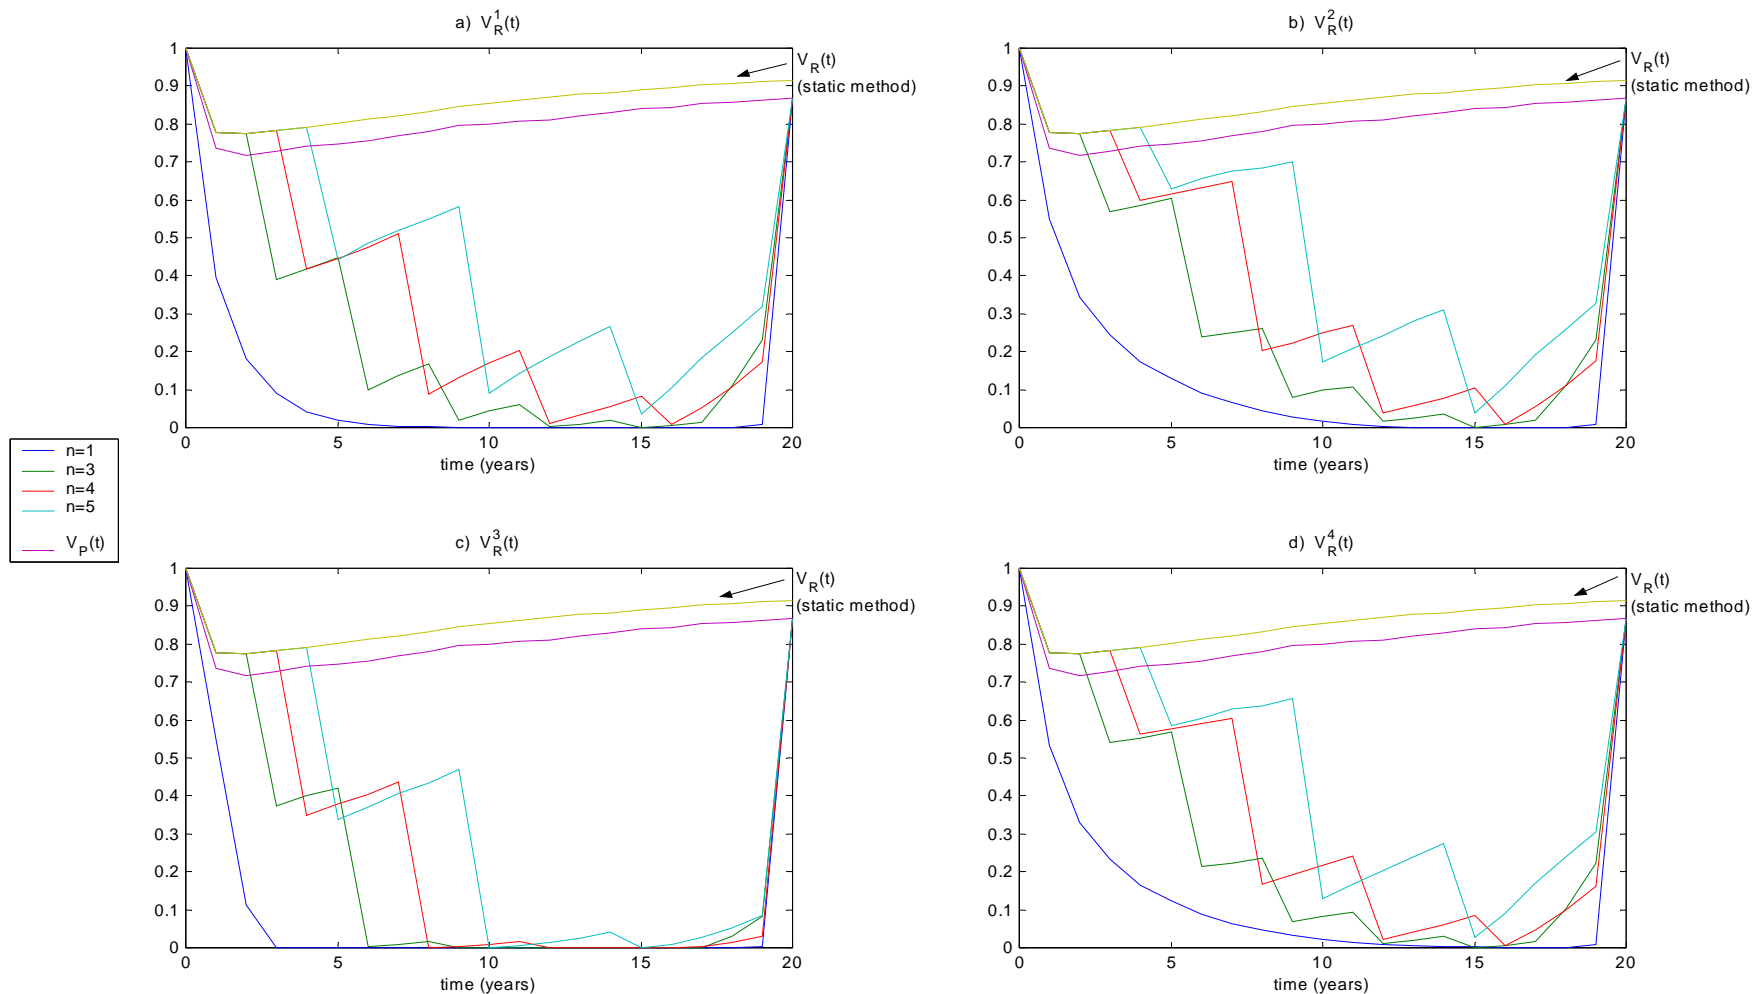 a) V_R^1(t)
1
0.9
0.8
0.7
0.6
0.5
0.4
0.3
0.2
0.1
0
0 5 10 15 20
time (years)
V_R(t)
(static method)
b) V_R^2(t)
1
0.9
0.8
0.7
0.6
0.5
0.4
0.3
0.2
0.1
0
0 5 10 15 20
time (years)
V_R(t)
(static method)
n=1
n=3
n=4
n=5
V_P(t)
c) V_R^3(t)
1
0.9
0.8
0.7
0.6
0.5
0.4
0.3
0.2
0.1
0
0 5 10 15 20
time (years)
V_R(t)
(static method)
d) V_R^4(t)
1
0.9
0.8
0.7
0.6
0.5
0.4
0.3
0.2
0.1
0
0 5 10 15 20
time (years)
V_R(t)
(static method)